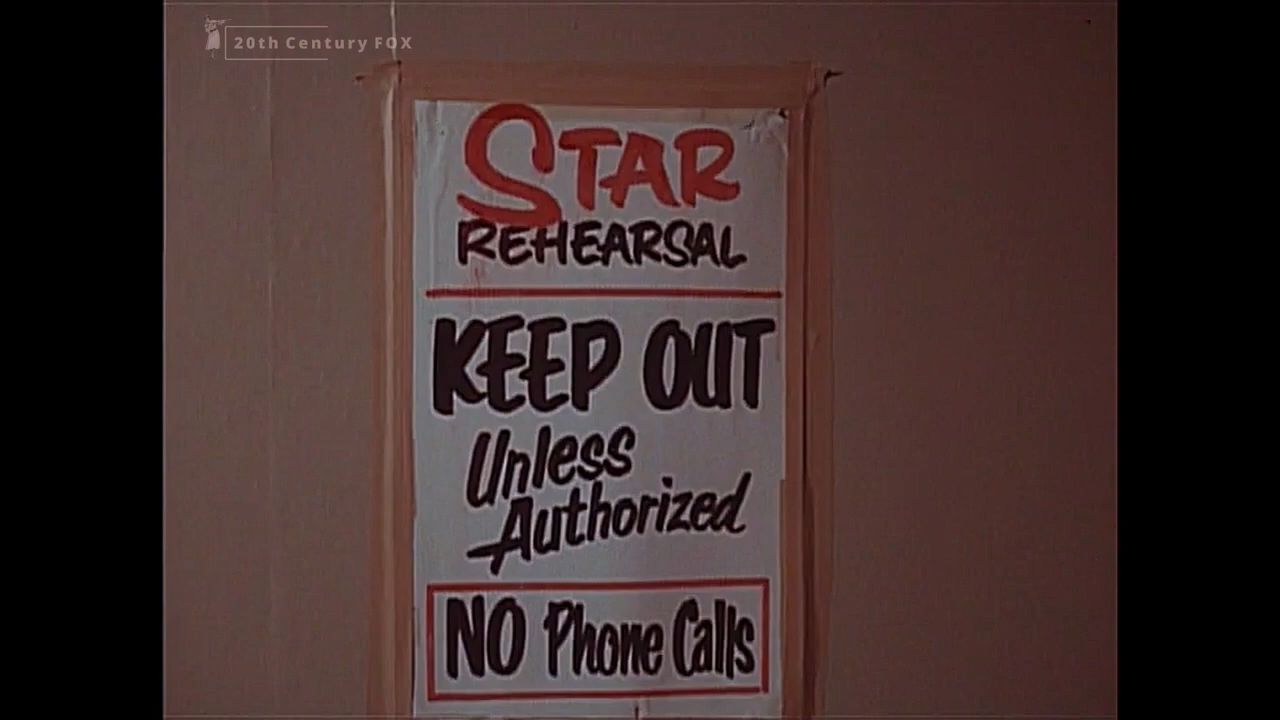 20th Century FOX
STAR
REHEARSAL
KEEP OUT
Unless
Authorized
NO Phone Calls